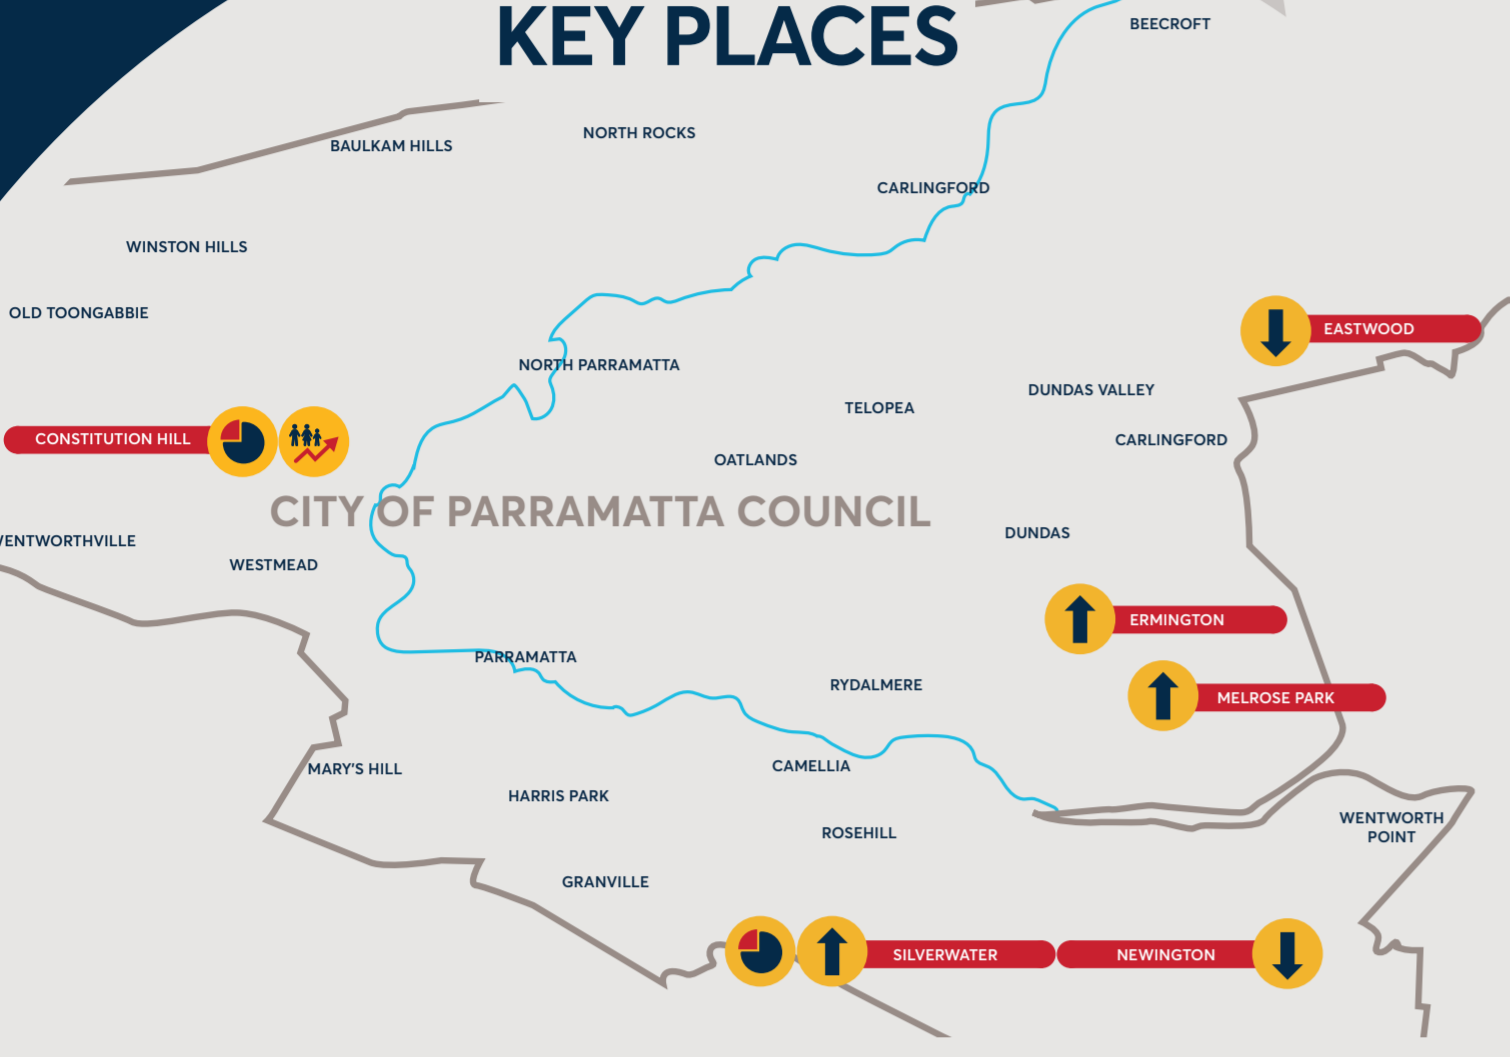 KEY PLACES
BEECROFT
NORTH ROCKS
BAULKAM HILLS
CARLINGFORD
WINSTON HILLS
OLD TOONGABBIE
EASTWOOD
NORTH PARRAMATTA
DUNDAS VALLEY
TELOPEA
CONSTITUTION HILL
CARLINGFORD
OATLANDS
CITY OF PARRAMATTA COUNCIL
DUNDAS
ENTWORTHVILLE
WESTMEAD
ERMINGTON
PARRAMATTA
RYDALMERE
MELROSE PARK
CAMELLIA
MARY'S HILL
HARRIS PARK
WENTWORTH
POINT
ROSEHILL
GRANVILLE
SILVERWATER
NEWINGTON